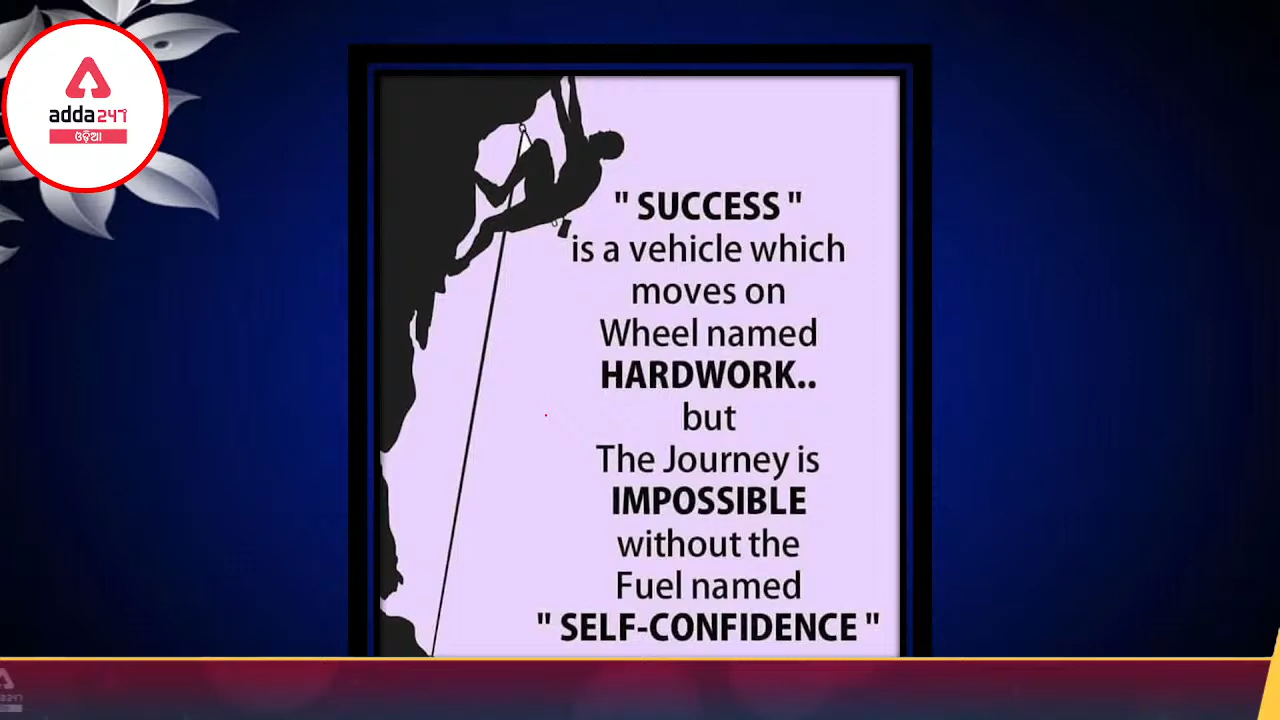 adda247
ଓଡ଼ିଆ
" SUCCESS "
is a vehicle which
moves on
Wheel named
HARDWORK..
but
The Journey is
IMPOSSIBLE
without the
Fuel named
" SELF-CONFIDENCE "